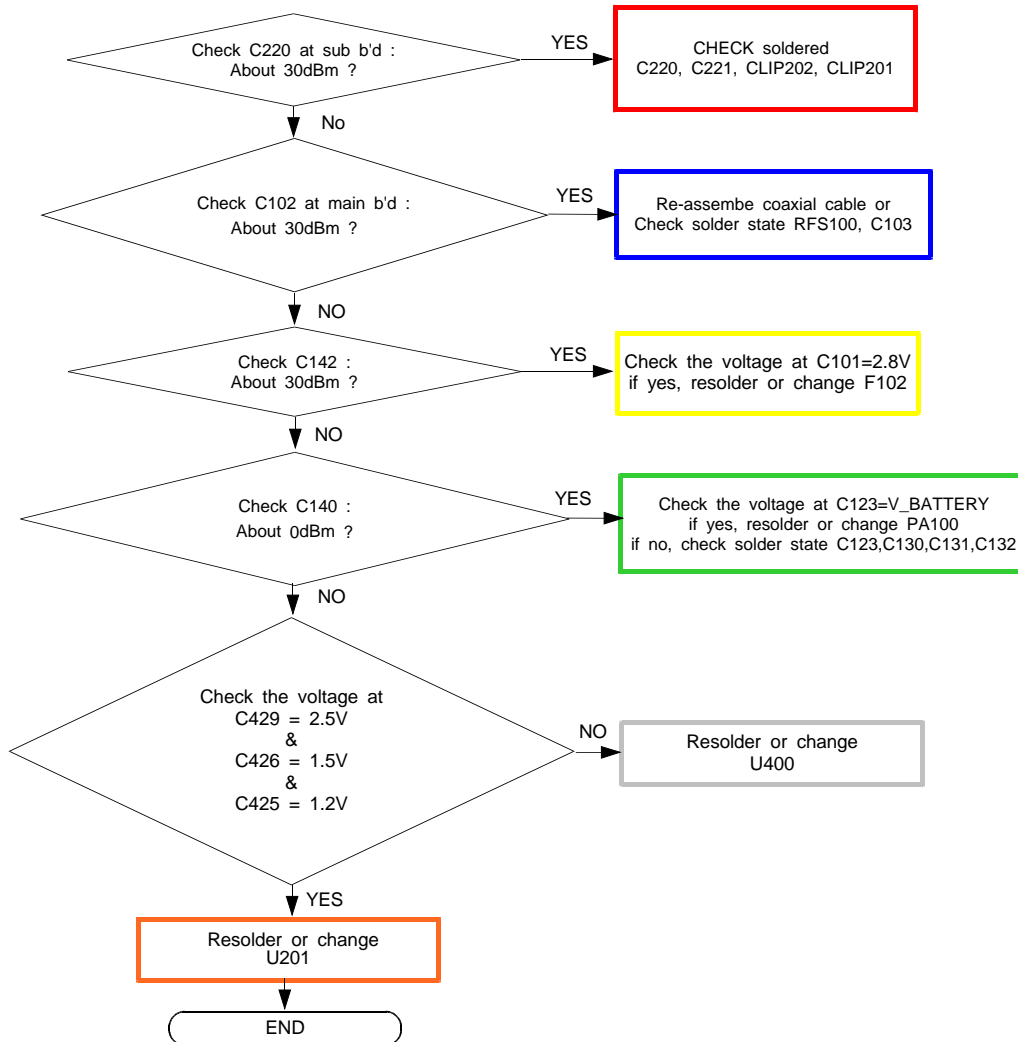 Check C220 at sub b'd :
About 30dBm ?
YES
CHECK soldered
C220, C221, CLIP202, CLIP201
No
Check C102 at main b'd :
About 30dBm ?
YES
Re-assembe coaxial cable or
Check solder state RFS100, C103
NO
Check C142 :
About 30dBm ?
YES
Check the voltage at C101=2.8V
if yes, resolder or change F102
NO
Check C140 :
About 0dBm ?
YES
Check the voltage at C123=V_BATTERY
if yes, resolder or change PA100
if no, check solder state C123,C130,C131,C132
NO
Check the voltage at
C429 = 2.5V
&
C426 = 1.5V
&
C425 = 1.2V
NO
Resolder or change
U400
YES
Resolder or change
U201
END